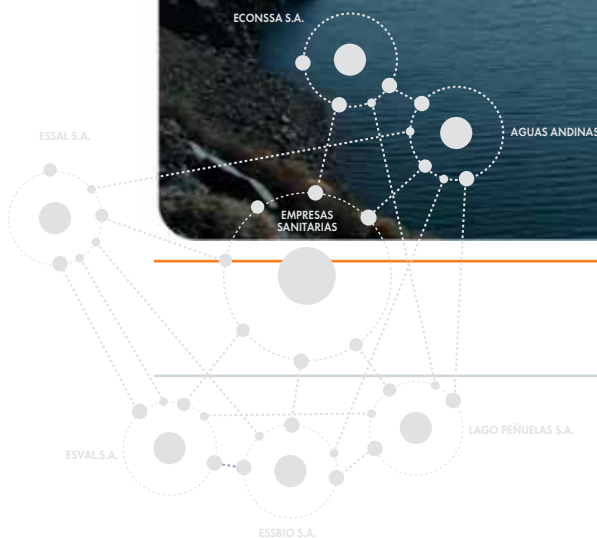 ECONSSA S.A.
AGUAS ANDINAS
ESSAL S.A.
EMPRESAS
SANITARIAS
LAGO PEÑUELAS S.A.
ESVAL.S.A.
ESSBIO S.A.